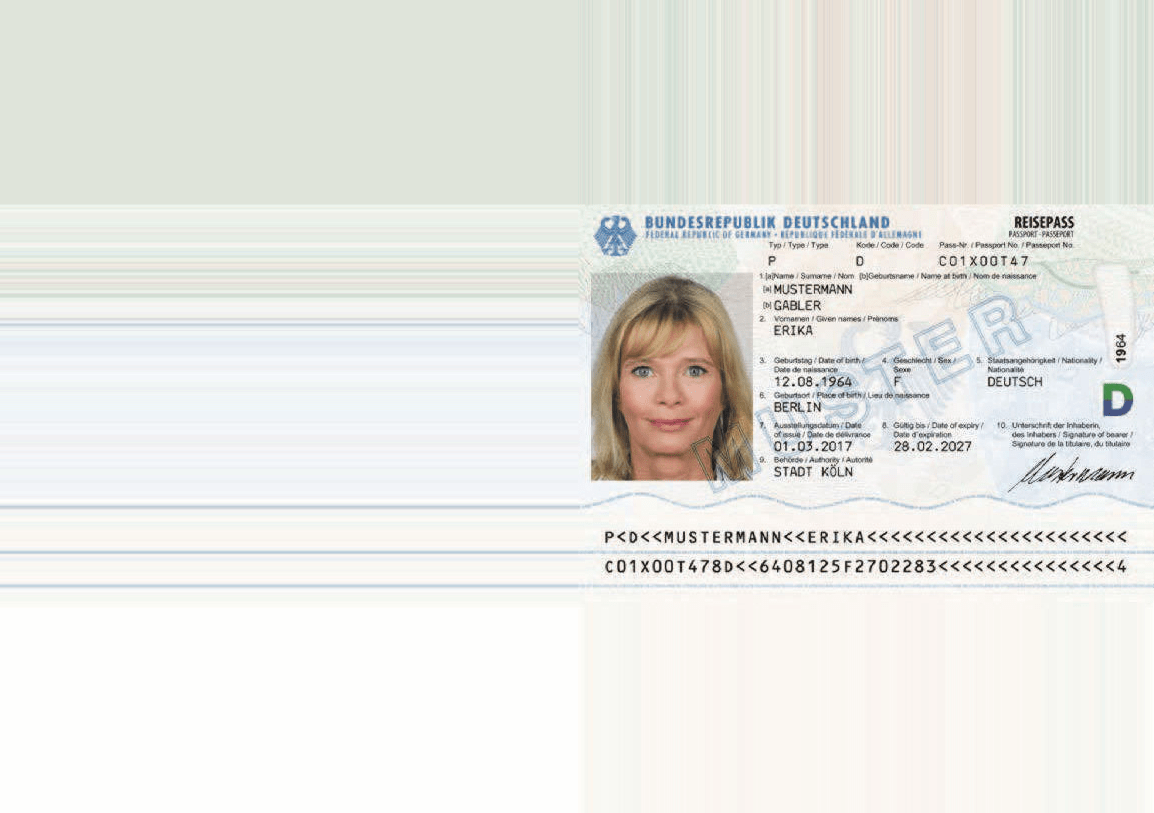 BUNDESREPUBLIK DEUTSCHLAND
REISEPASS
FEDERAL REPUBLIC OF GERMANY • RÉPUBLIQUE FÉDÉRALE D'ALLEMAGNE
PASSPORT · PASSEPORT
Typ / Type / Type Kode / Code / Code Pass-Nr. / Passport No. / Passeport No.
P D C01X00T47
1.[a]Name / Surname / Nom [b]Geburtsname / Name at birth / Nom de naissance
[a] MUSTERMANN
[b] GABLER
2. Vornamen / Given names / Prénoms
ERIKA
3. Geburtstag / Date of birth / 4. Geschlecht / Sex / 5. Staatsangehörigkeit / Nationality /
Date de naissance Sexe Nationalité
12.08.1964 F DEUTSCH
1964
D
6. Geburtsort / Place of birth / Lieu de naissance
BERLIN
7. Ausstellungsdatum / Date 8. Gültig bis / Date of expiry / 10. Unterschrift der Inhaberin,
of issue / Date de délivrance Date d'expiration des Inhabers / Signature of bearer /
Signature de la titulaire, du titulaire
01.03.2017 28.02.2027
9. Behörde / Authority / Autorité
STADT KÖLN
Mustermann
MUSTER
P<D<<MUSTERMANN<<ERIKA<<<<<<<<<<<<<<<<<<<<<<
C01X00T478D<<6408125F2702283<<<<<<<<<<<<<<<4